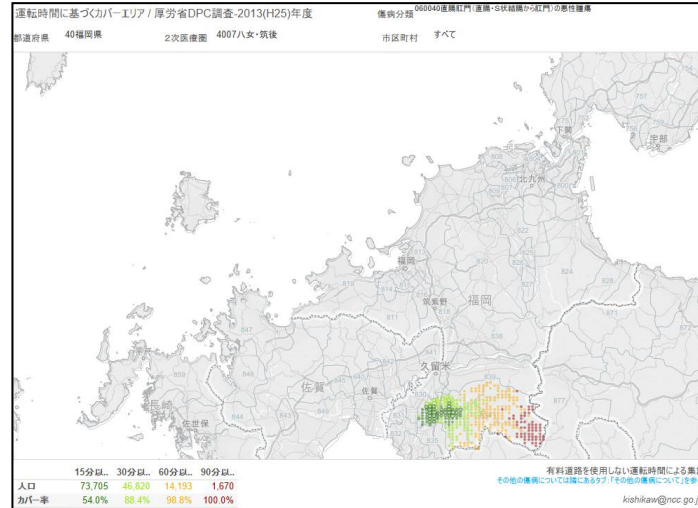 運転時間に基づくカバーエリア / 厚労省DPC調査-2013(H25)年度
傷病分類 060040直腸肛門(直腸・S状結腸から肛門)の悪性腫瘍
都道府県 40福岡県 2次医療圏 4007八女・筑後 市区町村 すべて
下関
宇部
北九州
福岡
筑紫野
福岡
久留米
佐賀
佐賀
長崎
佐世保
15分以.. 30分以.. 60分以.. 90分以..
人口 73,705 46,820 14,193 1,670
カバー率 54.0% 88.4% 98.8% 100.0%
有料道路を使用しない運転時間による集
その他の傷病については隣にあるタブ「その他の傷病について」を参
kishikaw@ncc.go.j